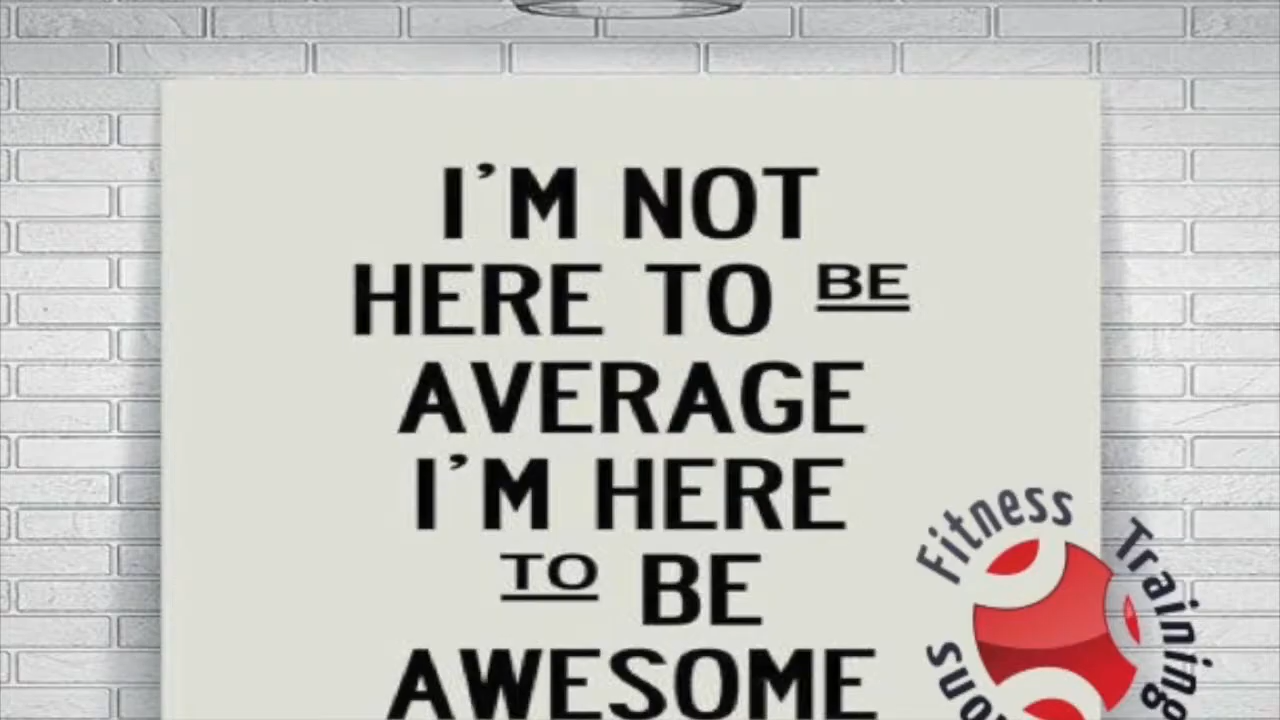 I'M NOT
HERE TO BE
AVERAGE
I'M HERE
TO BE
AWESOME
Fitness
Training